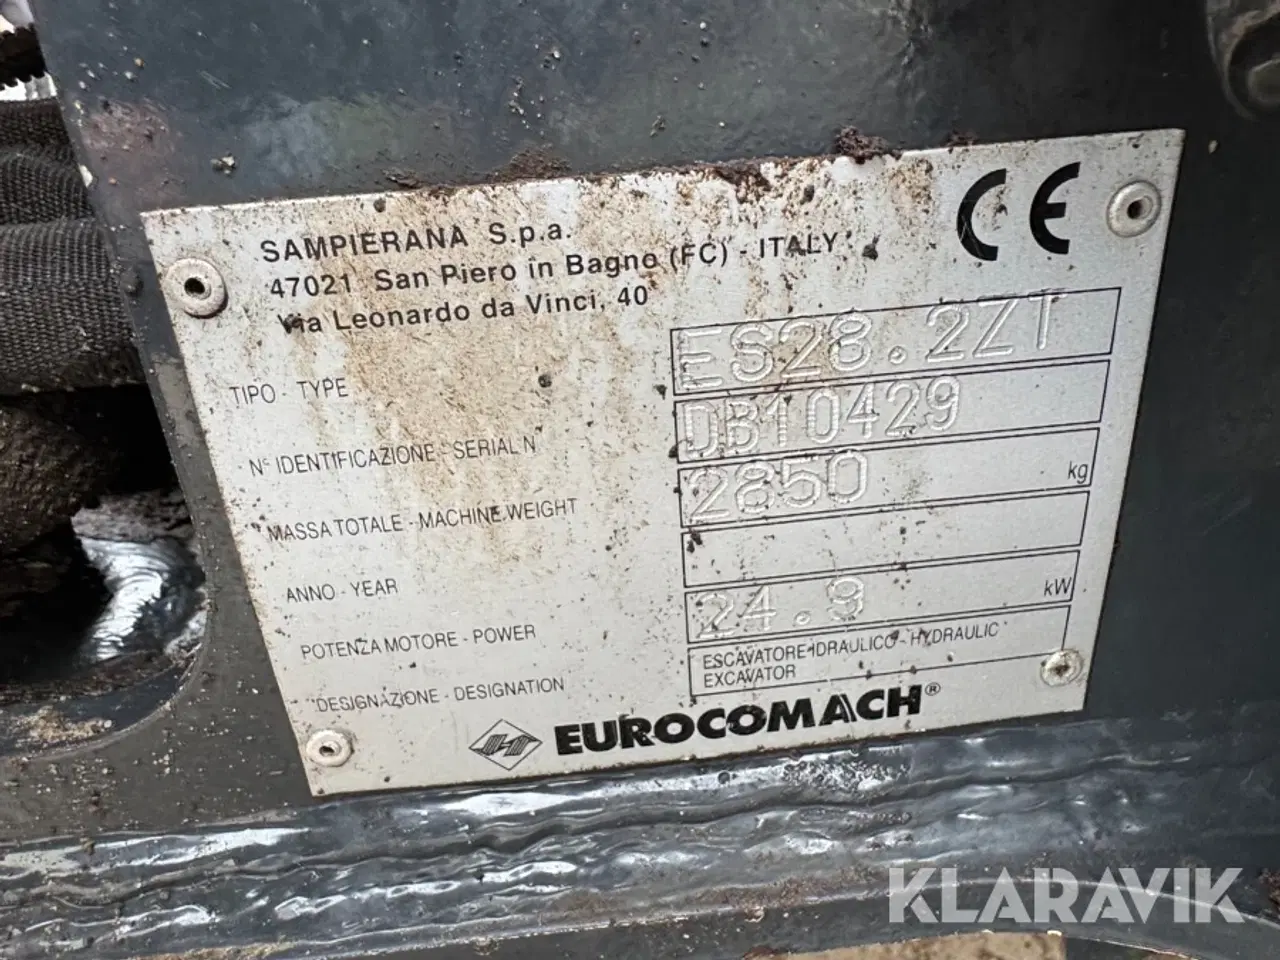 SAMPIERANA S.p.a.
47021 San Piero in Bagno (FC) - ITALY
Via Leonardo da Vinci, 40
CE
TIPO - TYPE ES28.2ZT
N° IDENTIFICAZIONE - SERIAL N DB10429
MASSA TOTALE - MACHINE WEIGHT 2850 kg
ANNO - YEAR
POTENZA MOTORE - POWER 24.9 kW
DESIGNAZIONE - DESIGNATION ESCAVATORE IDRAULICO - HYDRAULIC
EXCAVATOR
EUROCOMACH®
KLARAVIK